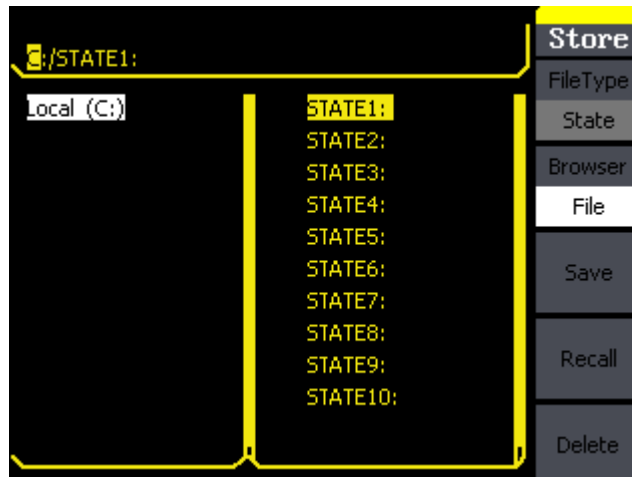 C:/STATE1:
Local (C:)
STATE1:
STATE2:
STATE3:
STATE4:
STATE5:
STATE6:
STATE7:
STATE8:
STATE9:
STATE10:
Store
FileType
State
Browser
File
Save
Recall
Delete